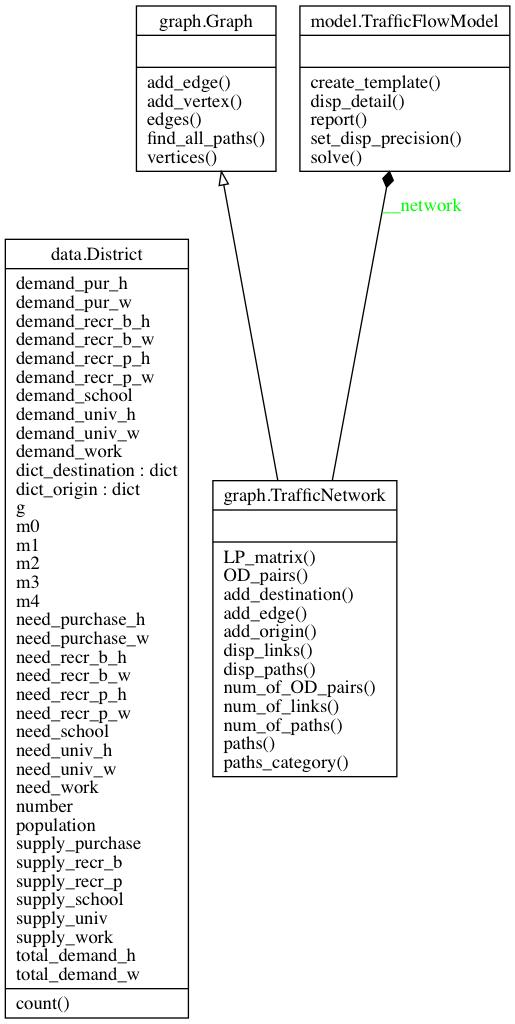 graph.Graph
add_edge()
add_vertex()
edges()
find_all_paths()
vertices()
model.TrafficFlowModel
create_template()
disp_detail()
report()
set_disp_precision()
solve()
__network
data.District
demand_pur_h
demand_pur_w
demand_recr_b_h
demand_recr_b_w
demand_recr_p_h
demand_recr_p_w
demand_school
demand_univ_h
demand_univ_w
demand_work
dict_destination : dict
dict_origin : dict
g
m0
m1
m2
m3
m4
need_purchase_h
need_purchase_w
need_recr_b_h
need_recr_b_w
need_recr_p_h
need_recr_p_w
need_school
need_univ_h
need_univ_w
need_work
number
population
supply_purchase
supply_recr_b
supply_recr_p
supply_school
supply_univ
supply_work
total_demand_h
total_demand_w
count()
graph.TrafficNetwork
LP_matrix()
OD_pairs()
add_destination()
add_edge()
add_origin()
disp_links()
disp_paths()
num_of_OD_pairs()
num_of_links()
num_of_paths()
paths()
paths_category()